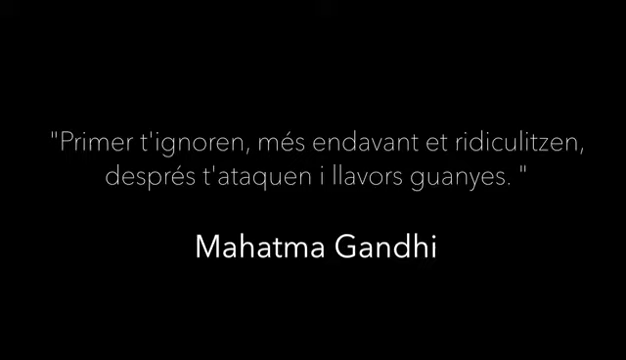 "Primer t'ignoren, més endavant et ridiculitzen,
després t'ataquen i llavors guanyes. "
Mahatma Gandhi